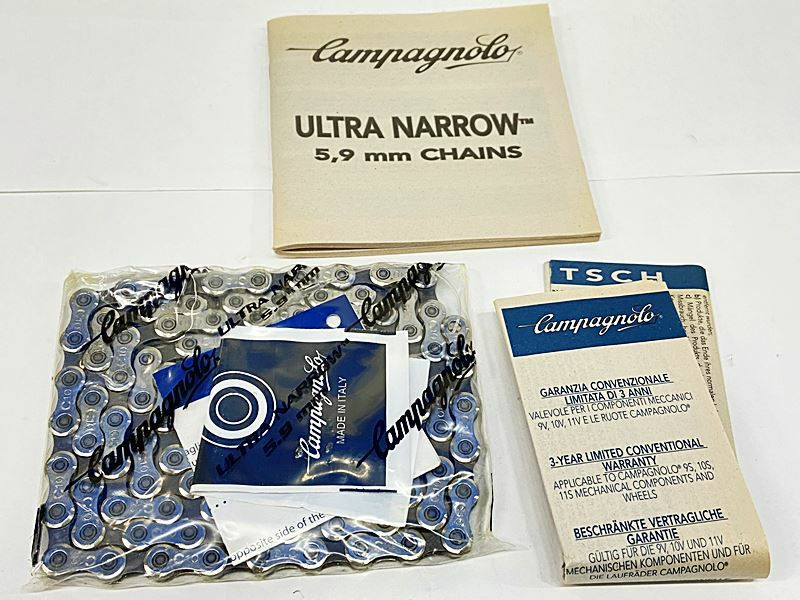 Campagnolo®
ULTRA NARROW™
5,9 mm CHAINS
Campagnolo
ULTRA NARROW
5.9 mm
Campagnolo
Campagnolo
ULTRA NARROW™
5.9 mm
Campagnolo
MADE IN ITALY
Campagnolo
opposite side of the
TSCH
Campagnolo®
GARANZIA CONVENZIONALE
LIMITATA DI 3 ANNI
VALEVOLE PER I COMPONENTI MECCANICI
9V, 10V, 11V E LE RUOTE CAMPAGNOLO®
3-YEAR LIMITED CONVENTIONAL
WARRANTY
APPLICABLE TO CAMPAGNOLO® 9S, 10S,
11S MECHANICAL COMPONENTS AND
WHEELS
BESCHRÄNKTE VERTRAGLICHE
GARANTIE
GÜLTIG FÜR DIE 9V, 10V UND 11V
MECHANISCHEN KOMPONENTEN UND FÜR
DIE LAUFRÄDER CAMPAGNOLO®